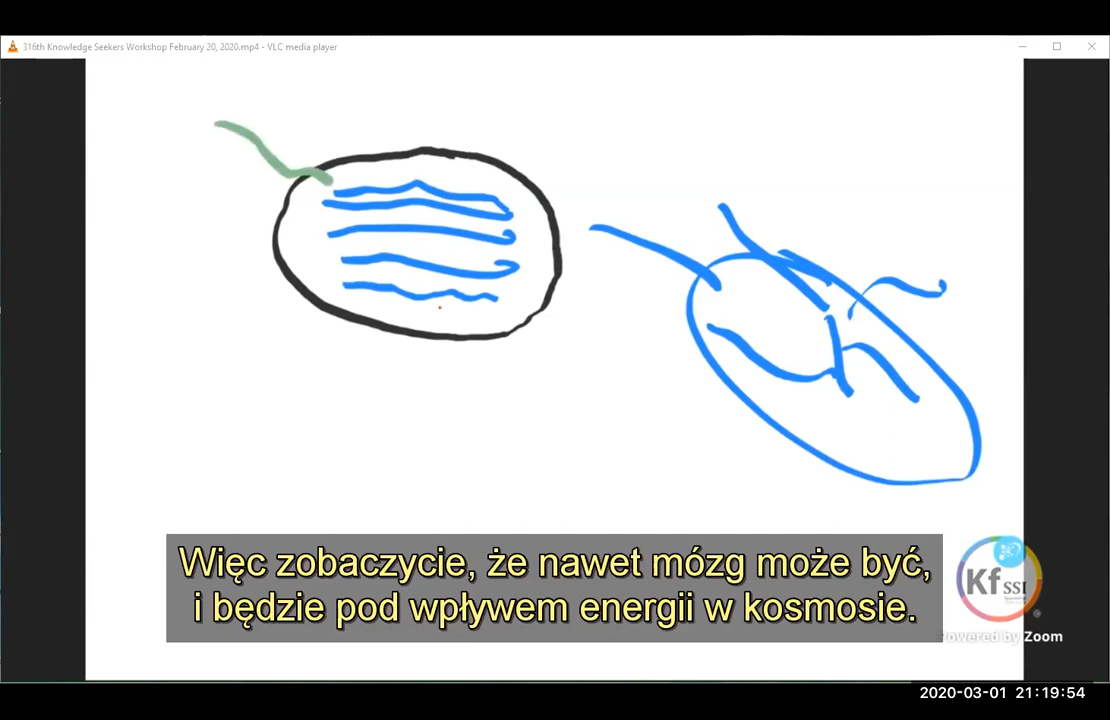 316th Knowledge Seekers Workshop February 20, 2020.mp4 - VLC media player
Więc zobaczycie, że nawet mózg może być,
i będzie pod wpływem energii w kosmosie.
Kf SSI
Powered by Zoom
2020-03-01 21:19:54